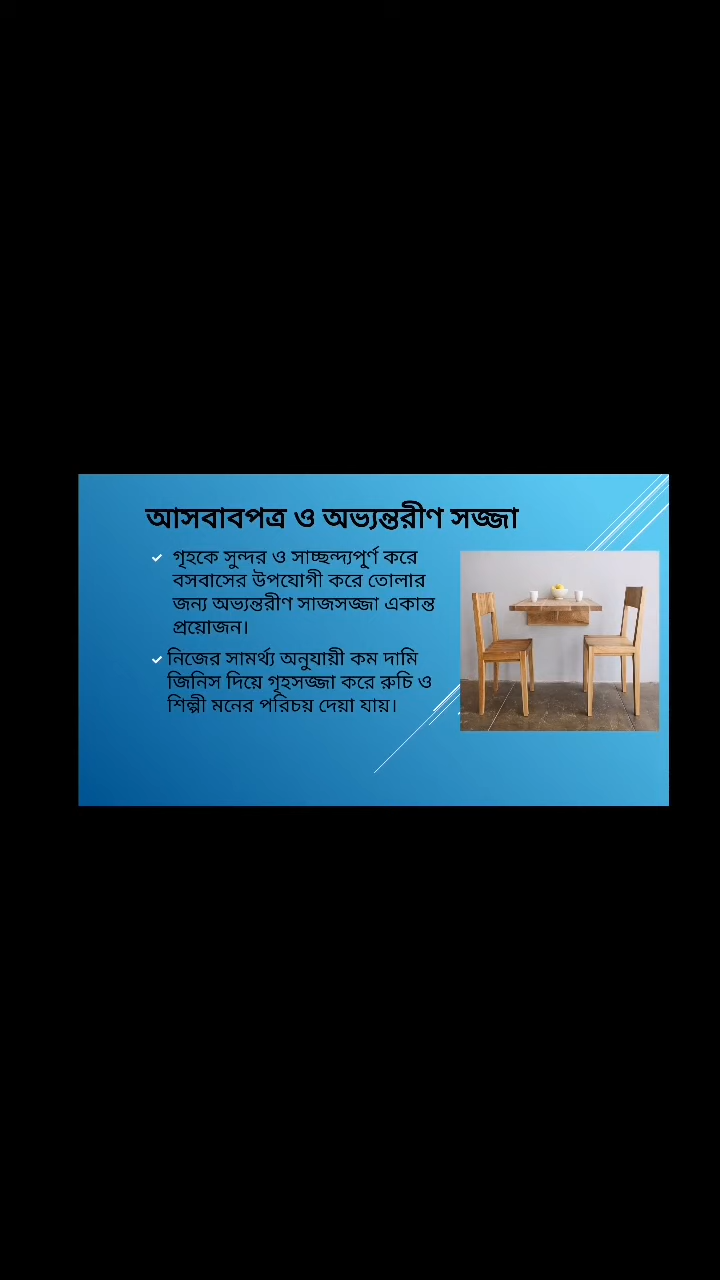 আসবাবপত্র ও অভ্যন্তরীণ সজ্জা
গৃহকে সুন্দর ও সাচ্ছন্দ্যপূর্ণ করে
বসবাসের উপযোগী করে তোলার
জন্য অভ্যন্তরীণ সাজসজ্জা একান্ত
প্রয়োজন।
নিজের সামর্থ্য অনুযায়ী কম দামি
জিনিস দিয়ে গৃহসজ্জা করে রুচি ও
শিল্পী মনের পরিচয় দেয়া যায়।